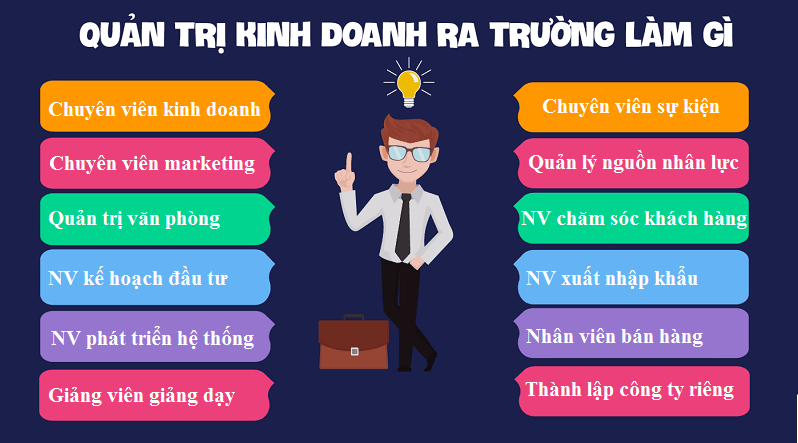 QUẢN TRỊ KINH DOANH RA TRƯỜNG LÀM GÌ
Chuyên viên kinh doanh
Chuyên viên marketing
Quản trị văn phòng
NV kế hoạch đầu tư
NV phát triển hệ thống
Giảng viên giảng dạy
Chuyên viên sự kiện
Quản lý nguồn nhân lực
NV chăm sóc khách hàng
NV xuất nhập khẩu
Nhân viên bán hàng
Thành lập công ty riêng